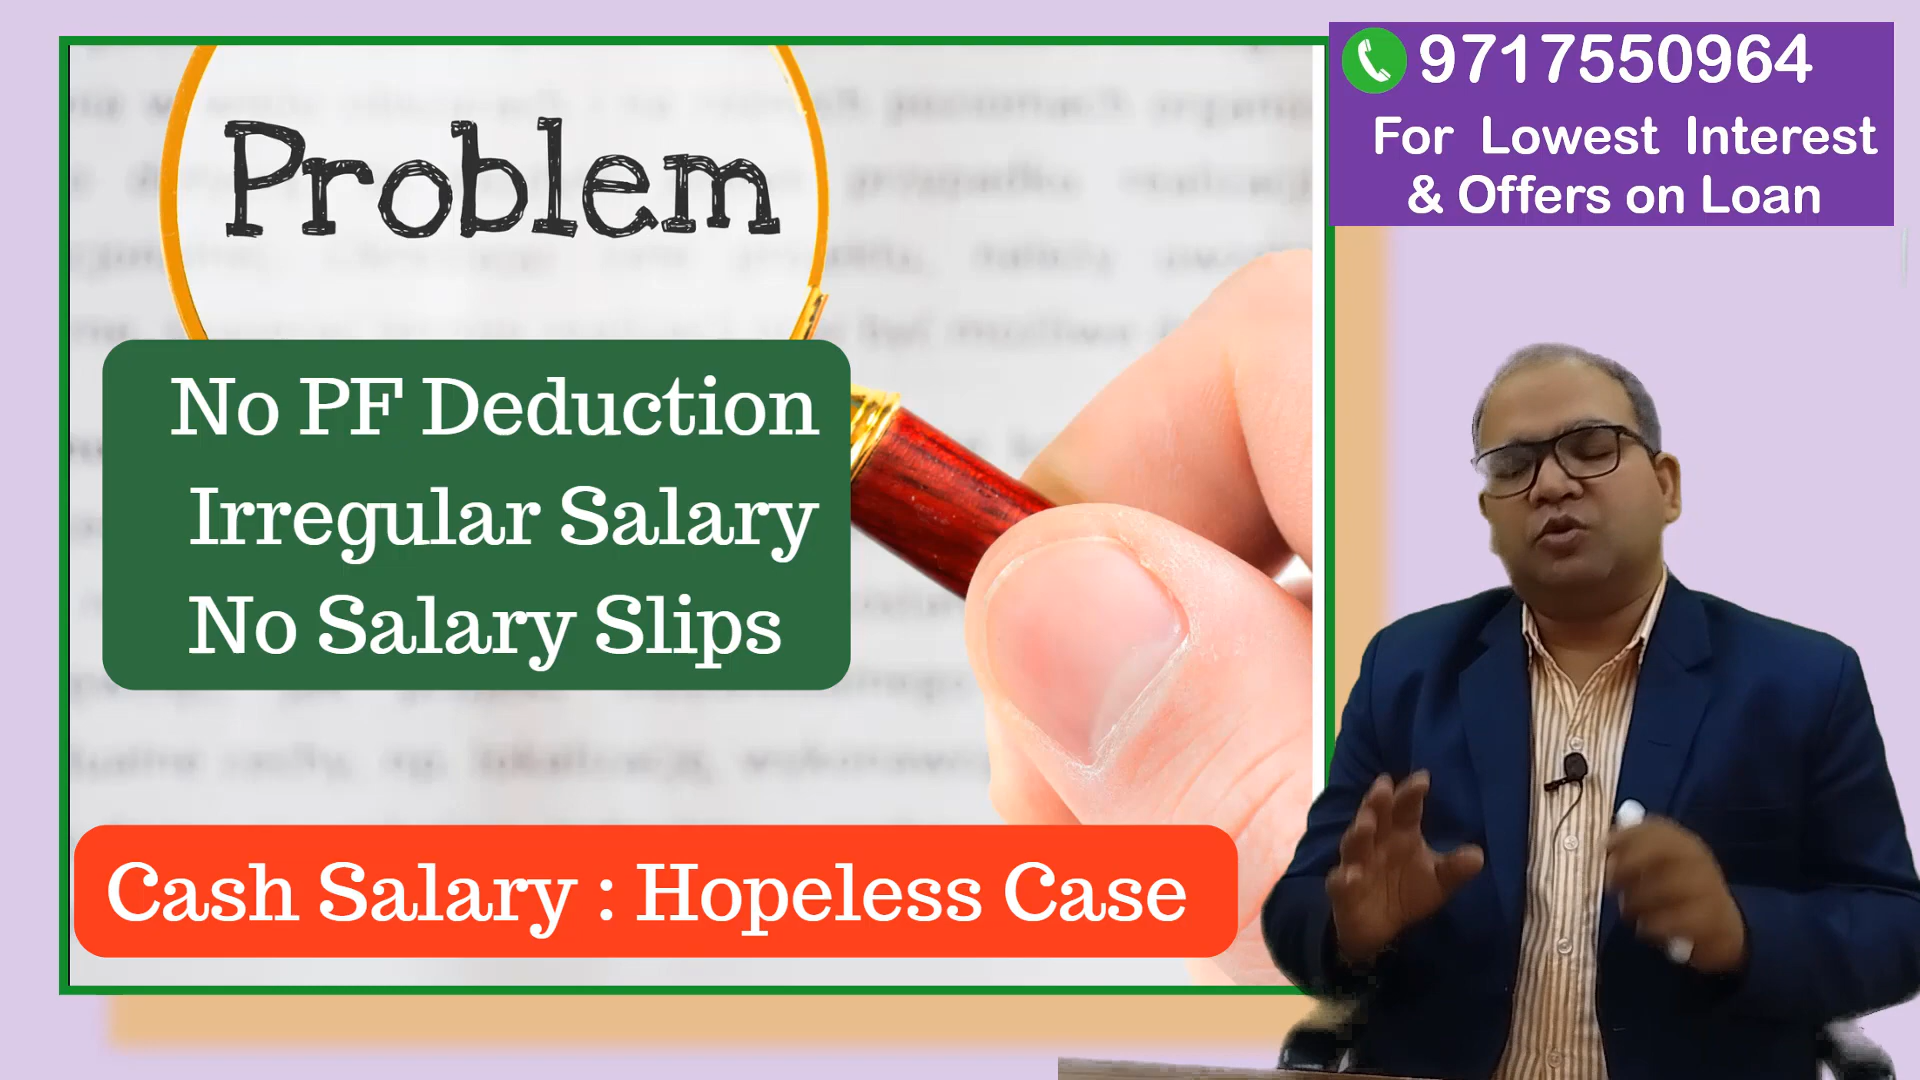 9717550964
For Lowest Interest
& Offers on Loan
Problem
No PF Deduction
Irregular Salary
No Salary Slips
Cash Salary : Hopeless Case